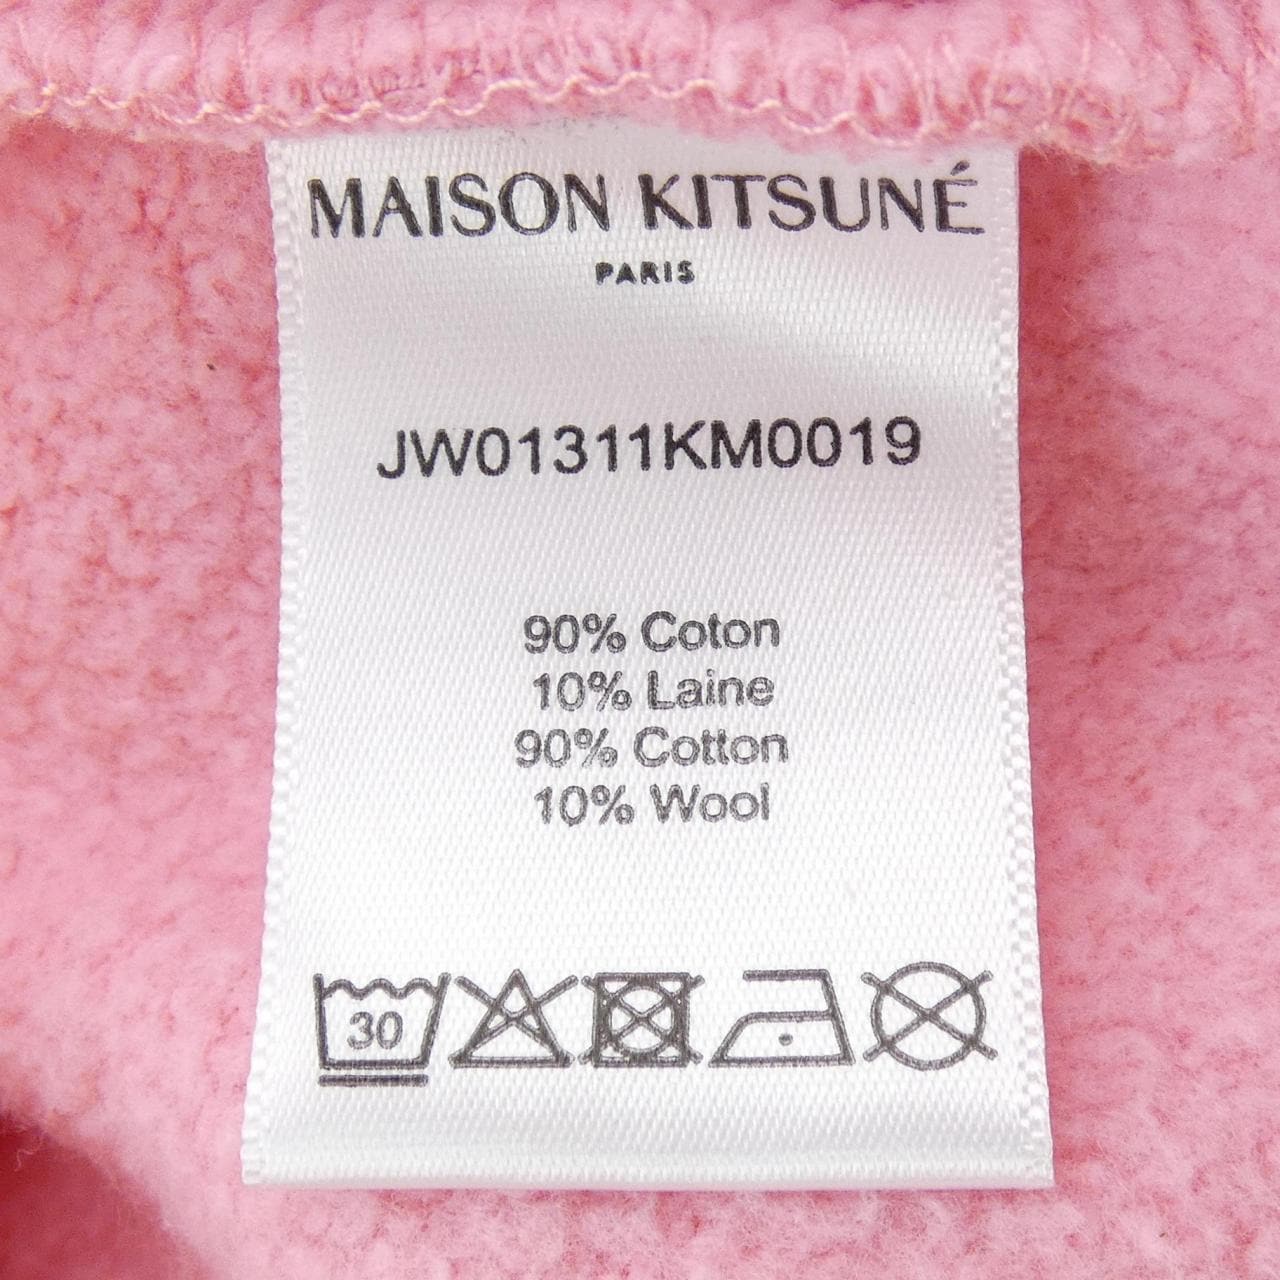 MAISON KITSUNÉ
PARIS
JW01311KM0019
90% Coton
10% Laine
90% Cotton
10% Wool
30